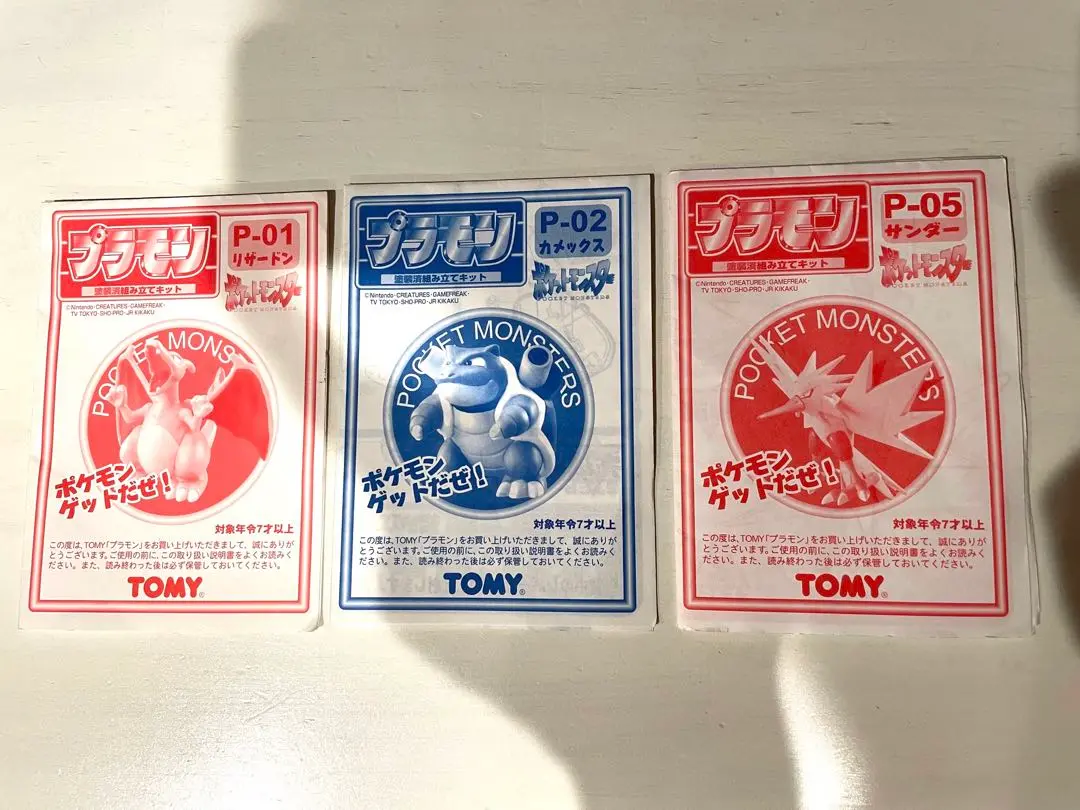 プラモン
塗装済組み立てキット
P-01
リザードン
ポケットモンスター
POCKET MONSTERS
©Nintendo・CREATURES・GAMEFREAK・
TV TOKYO・SHO-PRO・JR KIKAKU
POCKET MONS
ポケモン
ゲットだぜ！
対象年令7才以上
この度は、TOMY「プラモン」をお買い上げいただきまして、誠にありが
とうございます。ご使用の前に、この取り扱い説明書をよくお読みく
ださい。また、読み終わった後は必ず保管しておいてください。
TOMY®
プラモン
塗装済組み立てキット
P-02
カメックス
ポケットモンスター
POCKET MONSTERS
©Nintendo・CREATURES・GAMEFREAK・
TV TOKYO・SHO-PRO・JR KIKAKU
POCKET MONSTERS
ポケモン
ゲットだぜ！
対象年令7才以上
この度は、TOMY「プラモン」をお買い上げいただきまして、誠にありが
とうございます。ご使用の前に、この取り扱い説明書をよくお読みく
ださい。また、読み終わった後は必ず保管しておいてください。
TOMY®
プラモン
塗装済組み立てキット
P-05
サンダー
ポケットモンスター
POCKET MONSTERS
©Nintendo・CREATURES・GAMEFREAK・
TV TOKYO・SHO-PRO・JR KIKAKU
POCKET MONSTERS
ポケモン
ゲットだぜ！
対象年令7才以上
この度は、TOMY「プラモン」をお買い上げいただきまして、誠にありが
とうございます。ご使用の前に、この取り扱い説明書をよくお読みく
ださい。また、読み終わった後は必ず保管しておいてください。
TOMY®